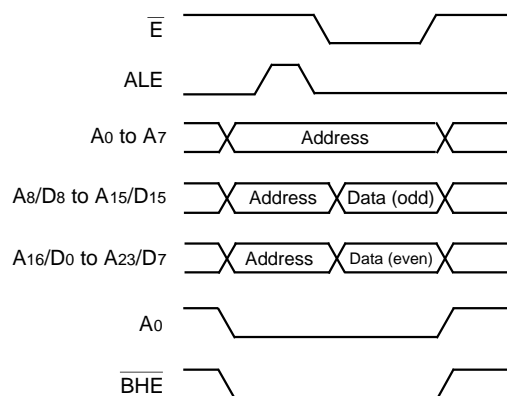 E
ALE
A0 to A7 Address
A8/D8 to A15/D15 Address Data (odd)
A16/D0 to A23/D7 Address Data (even)
A0
BHE